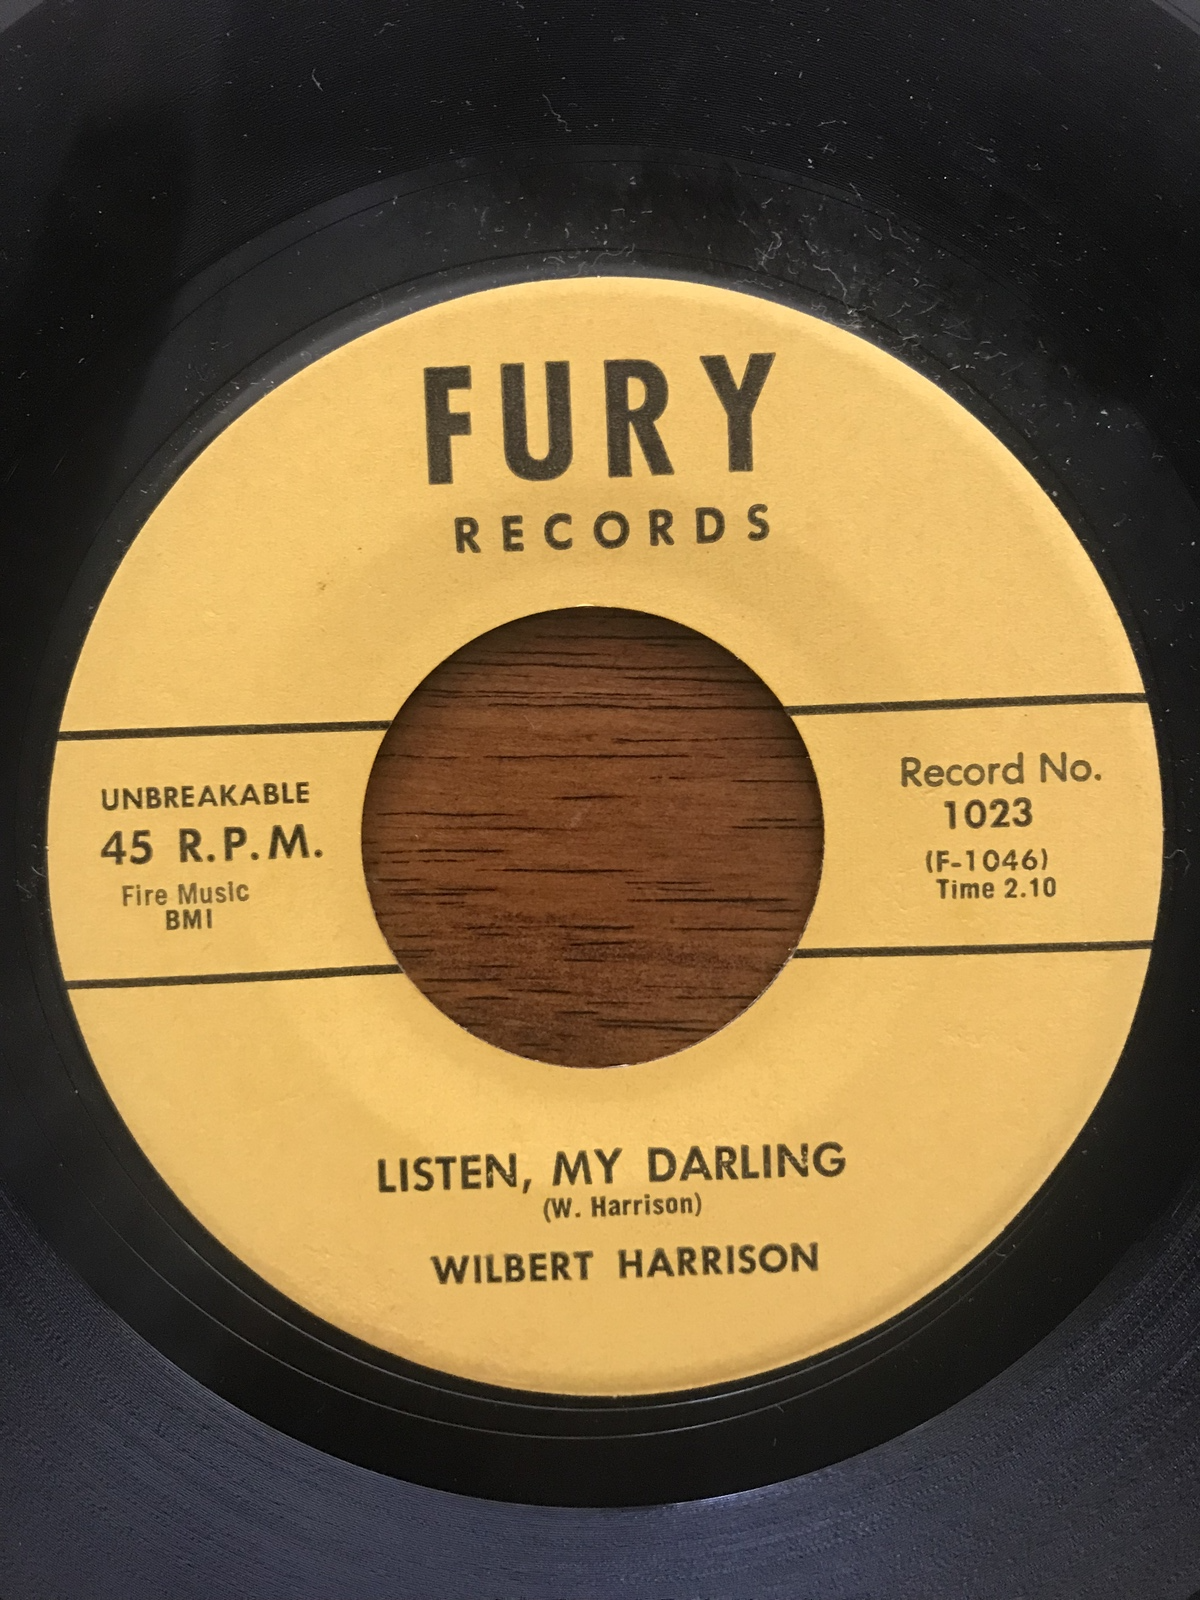 FURY
RECORDS
UNBREAKABLE
45 R.P.M.
Fire Music
BMI
Record No.
1023
(F-1046)
Time 2.10
LISTEN, MY DARLING
(W. Harrison)
WILBERT HARRISON